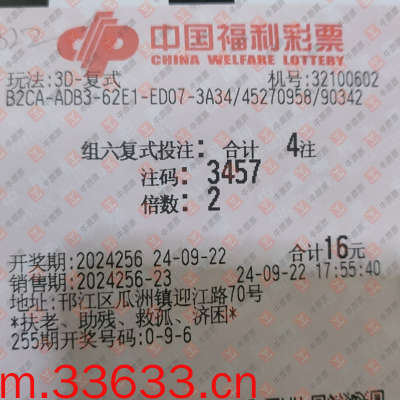 中国福利彩票
CHINA WELFARE LOTTERY
玩法:3D-复式 机号:32100602
B2CA-ADB3-62E1-ED07-3A34/45270958/90342
组六复式投注: 合计 4注
注码: 3457
倍数: 2
开奖期:2024256 24-09-22 合计16元
销售期:2024256-23 24-09-22 17:55:40
地址:邗江区瓜洲镇迎江路70号
*扶老、助残、救孤、济困*
255期开奖号码:0-9-6
m.33633.cn